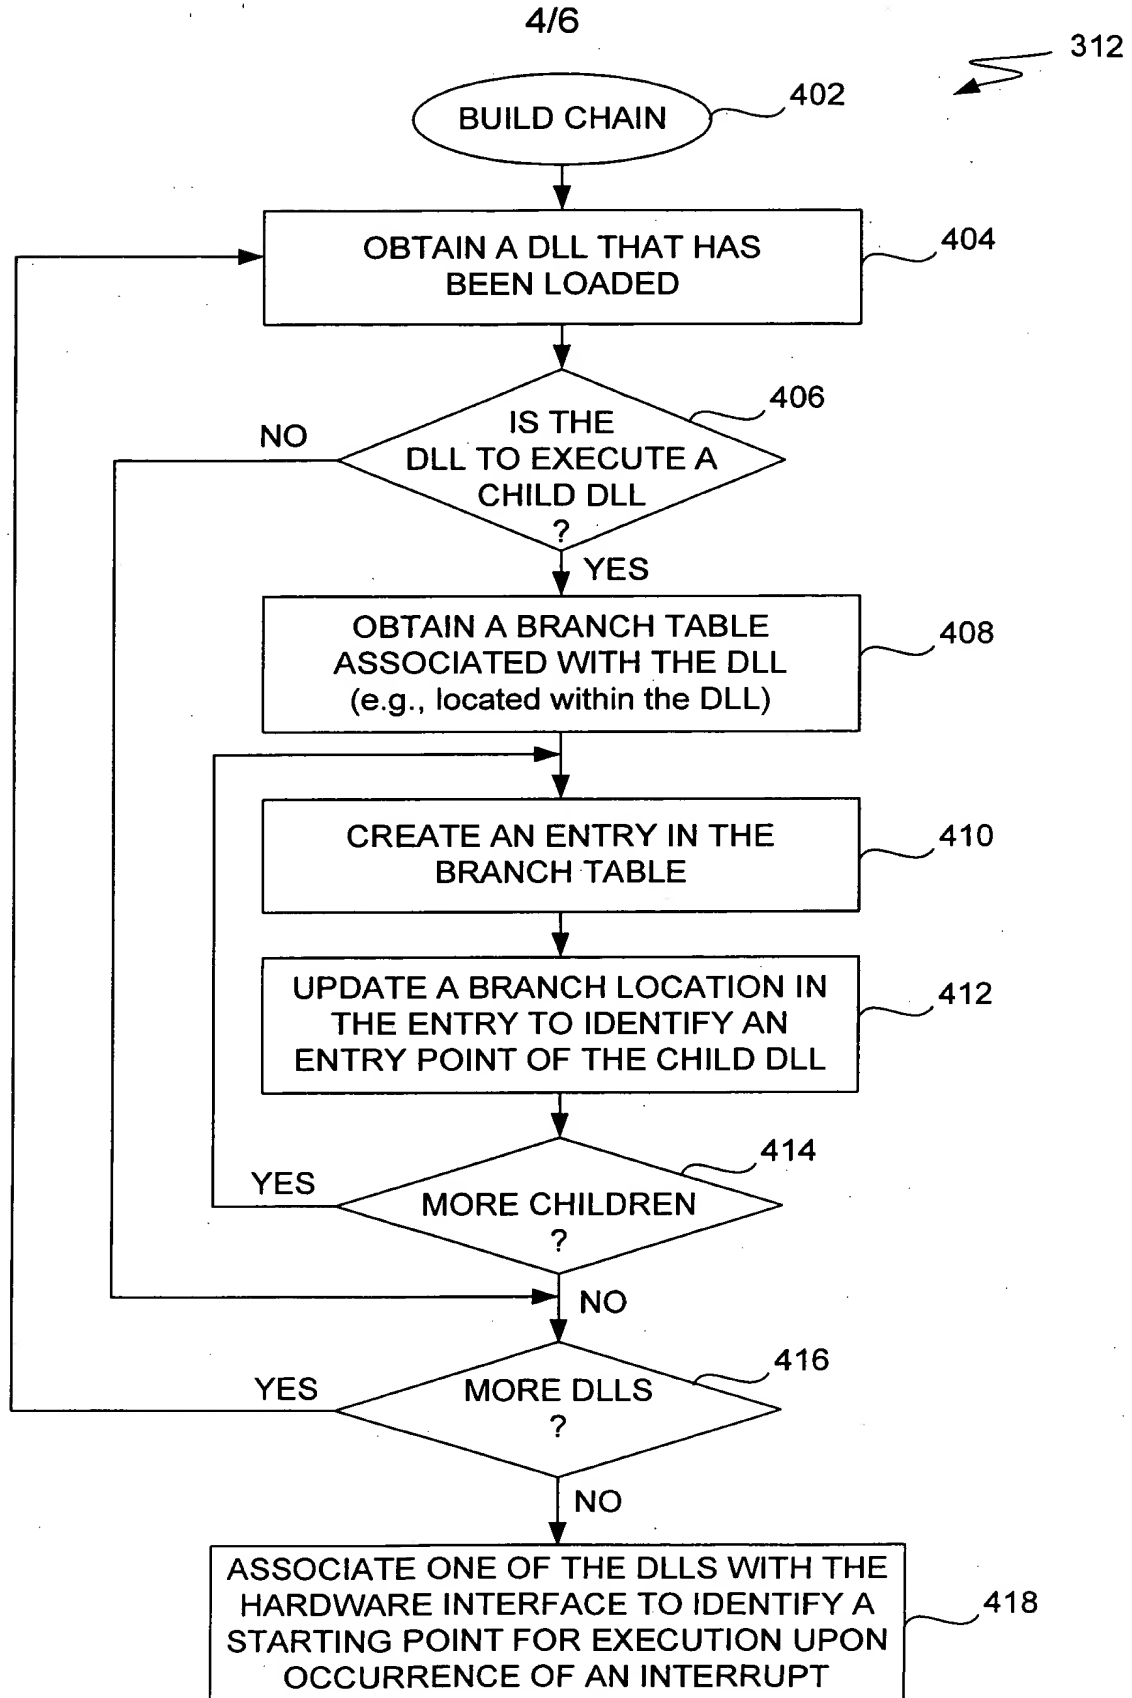 4/6
312
BUILD CHAIN
402
OBTAIN A DLL THAT HAS
BEEN LOADED
404
IS THE
DLL TO EXECUTE A
CHILD DLL
?
406
NO
YES
OBTAIN A BRANCH TABLE
ASSOCIATED WITH THE DLL
(e.g., located within the DLL)
408
CREATE AN ENTRY IN THE
BRANCH TABLE
410
UPDATE A BRANCH LOCATION IN
THE ENTRY TO IDENTIFY AN
ENTRY POINT OF THE CHILD DLL
412
MORE CHILDREN
?
414
YES
NO
MORE DLLS
?
416
YES
NO
ASSOCIATE ONE OF THE DLLS WITH THE
HARDWARE INTERFACE TO IDENTIFY A
STARTING POINT FOR EXECUTION UPON
OCCURRENCE OF AN INTERRUPT
418